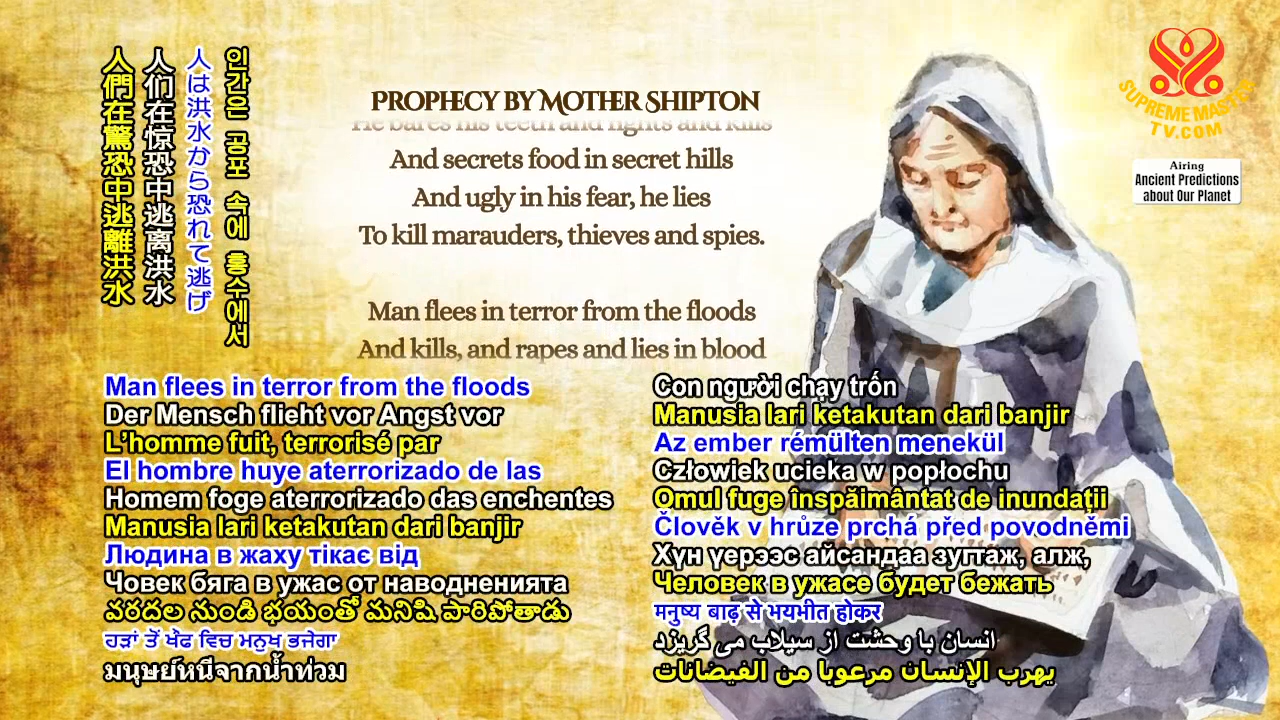 人們在驚恐中逃離洪水
人们在惊恐中逃离洪水
人は洪水から恐れて逃げ
인간은 공포 속에 홍수에서
PROPHECY BY MOTHER SHIPTON
He bares his teeth and fights and kills
And secrets food in secret hills
And ugly in his fear, he lies
To kill marauders, thieves and spies.
Man flees in terror from the floods
And kills, and rapes and lies in blood
SUPREME MASTER
TV.COM
Airing
Ancient Predictions
about Our Planet
Man flees in terror from the floods
Der Mensch flieht vor Angst vor
L’homme fuit, terrorisé par
El hombre huye aterrorizado de las
Homem foge aterrorizado das enchentes
Manusia lari ketakutan dari banjir
Людина в жаху тікає від
Човек бяга в ужас от наводненията
వరదల నుండి భయంతో మనిషి పారిపోతాడు
ਹੜਾਂ ਤੋਂ ਖੌਫ ਵਿਚ ਮਨੁਖ ਭਜੇਗਾ
มนุษย์หนีจากน้ำท่วม
Con người chạy trốn
Manusia lari ketakutan dari banjir
Az ember rémülten menekül
Człowiek ucieka w popłochu
Omul fuge înspăimântat de inundații
Člověk v hrůze prchá před povodněmi
Хүн үерээс айсандаа зугтаж, алж,
Человек в ужасе будет бежать
मनुष्य बाढ़ से भयभीत होकर
انسان با وحشت از سیلاب می گریزد
يهرب الإنسان مرعوبا من الفيضانات